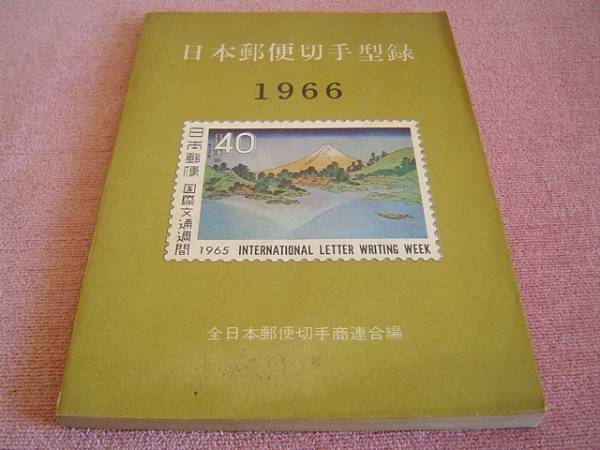 日本郵便切手型録
1966
40
日本郵便 国際文通週間
1965 INTERNATIONAL LETTER WRITING WEEK
全日本郵便切手商連合編